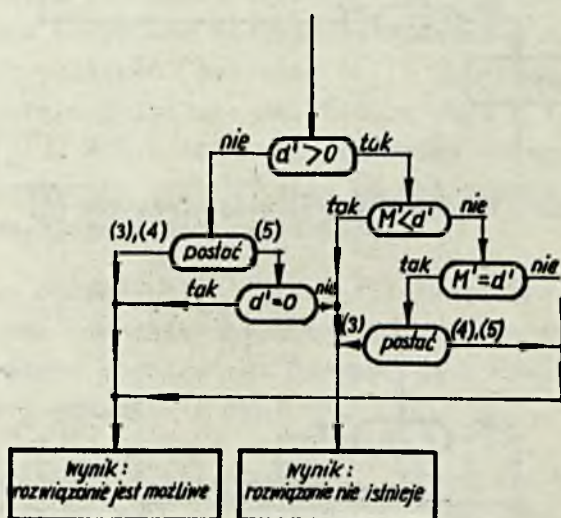 nie
d' > 0
tak
tak
M' < d'
nie
(3),(4)
postać
(5)
tak
M' = d'
nie
tak
d' = 0
nie
(3)
postać
(4),(5)
wynik:
rozwiązanie jest możliwe
wynik:
rozwiązanie nie istnieje